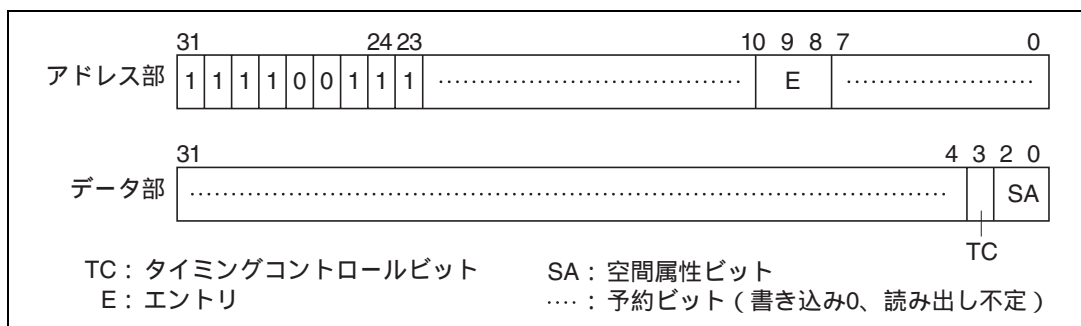 31 24 23 10 9 8 7 0
アドレス部 1 1 1 1 0 0 1 1 1 ………………………… E …………………
31 4 3 2 0
データ部 …………………………………………………………………… SA
TC
TC：タイミングコントロールビット SA：空間属性ビット
E：エントリ ‥‥：予約ビット（書き込み0、読み出し不定）